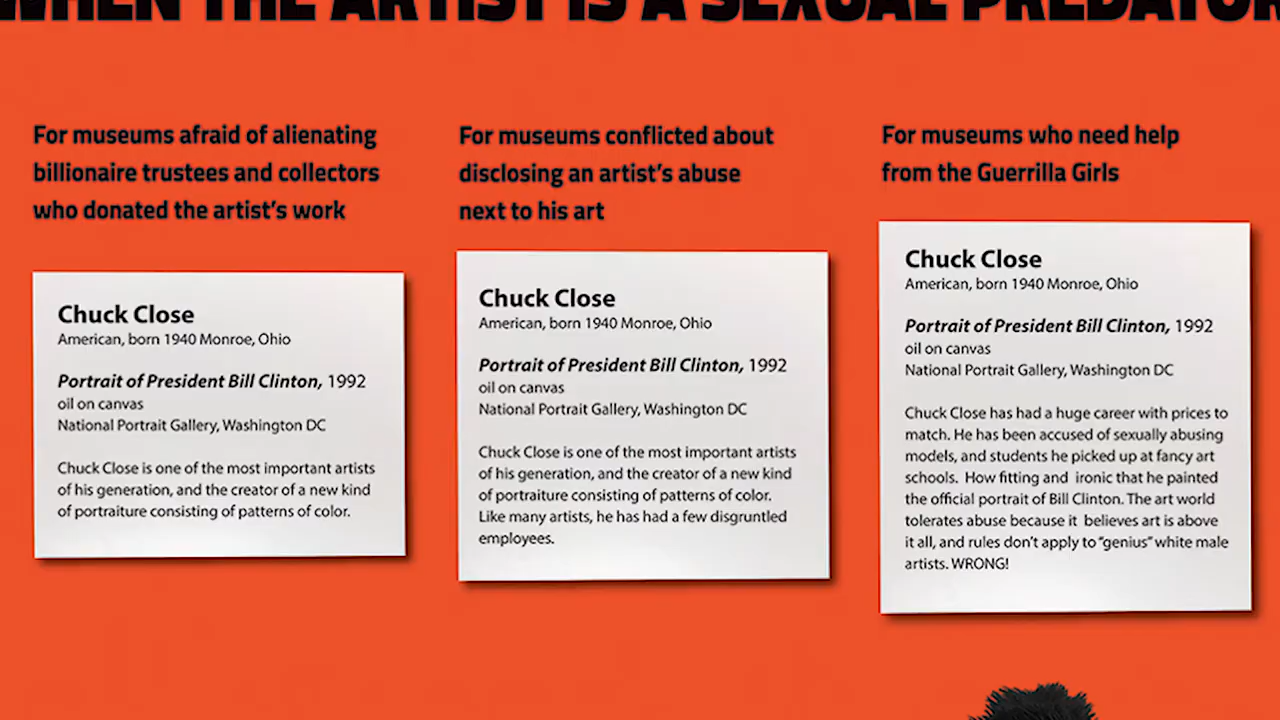 WHEN THE ARTIST IS A SEXUAL PREDATOR
For museums afraid of alienating
billionaire trustees and collectors
who donated the artist's work
Chuck Close
American, born 1940 Monroe, Ohio
Portrait of President Bill Clinton, 1992
oil on canvas
National Portrait Gallery, Washington DC
Chuck Close is one of the most important artists
of his generation, and the creator of a new kind
of portraiture consisting of patterns of color.
For museums conflicted about
disclosing an artist's abuse
next to his art
Chuck Close
American, born 1940 Monroe, Ohio
Portrait of President Bill Clinton, 1992
oil on canvas
National Portrait Gallery, Washington DC
Chuck Close is one of the most important artists
of his generation, and the creator of a new kind
of portraiture consisting of patterns of color.
Like many artists, he has had a few disgruntled
employees.
For museums who need help
from the Guerrilla Girls
Chuck Close
American, born 1940 Monroe, Ohio
Portrait of President Bill Clinton, 1992
oil on canvas
National Portrait Gallery, Washington DC
Chuck Close has had a huge career with prices to
match. He has been accused of sexually abusing
models, and students he picked up at fancy art
schools. How fitting and ironic that he painted
the official portrait of Bill Clinton. The art world
tolerates abuse because it believes art is above
it all, and rules don't apply to "genius" white male
artists. WRONG!